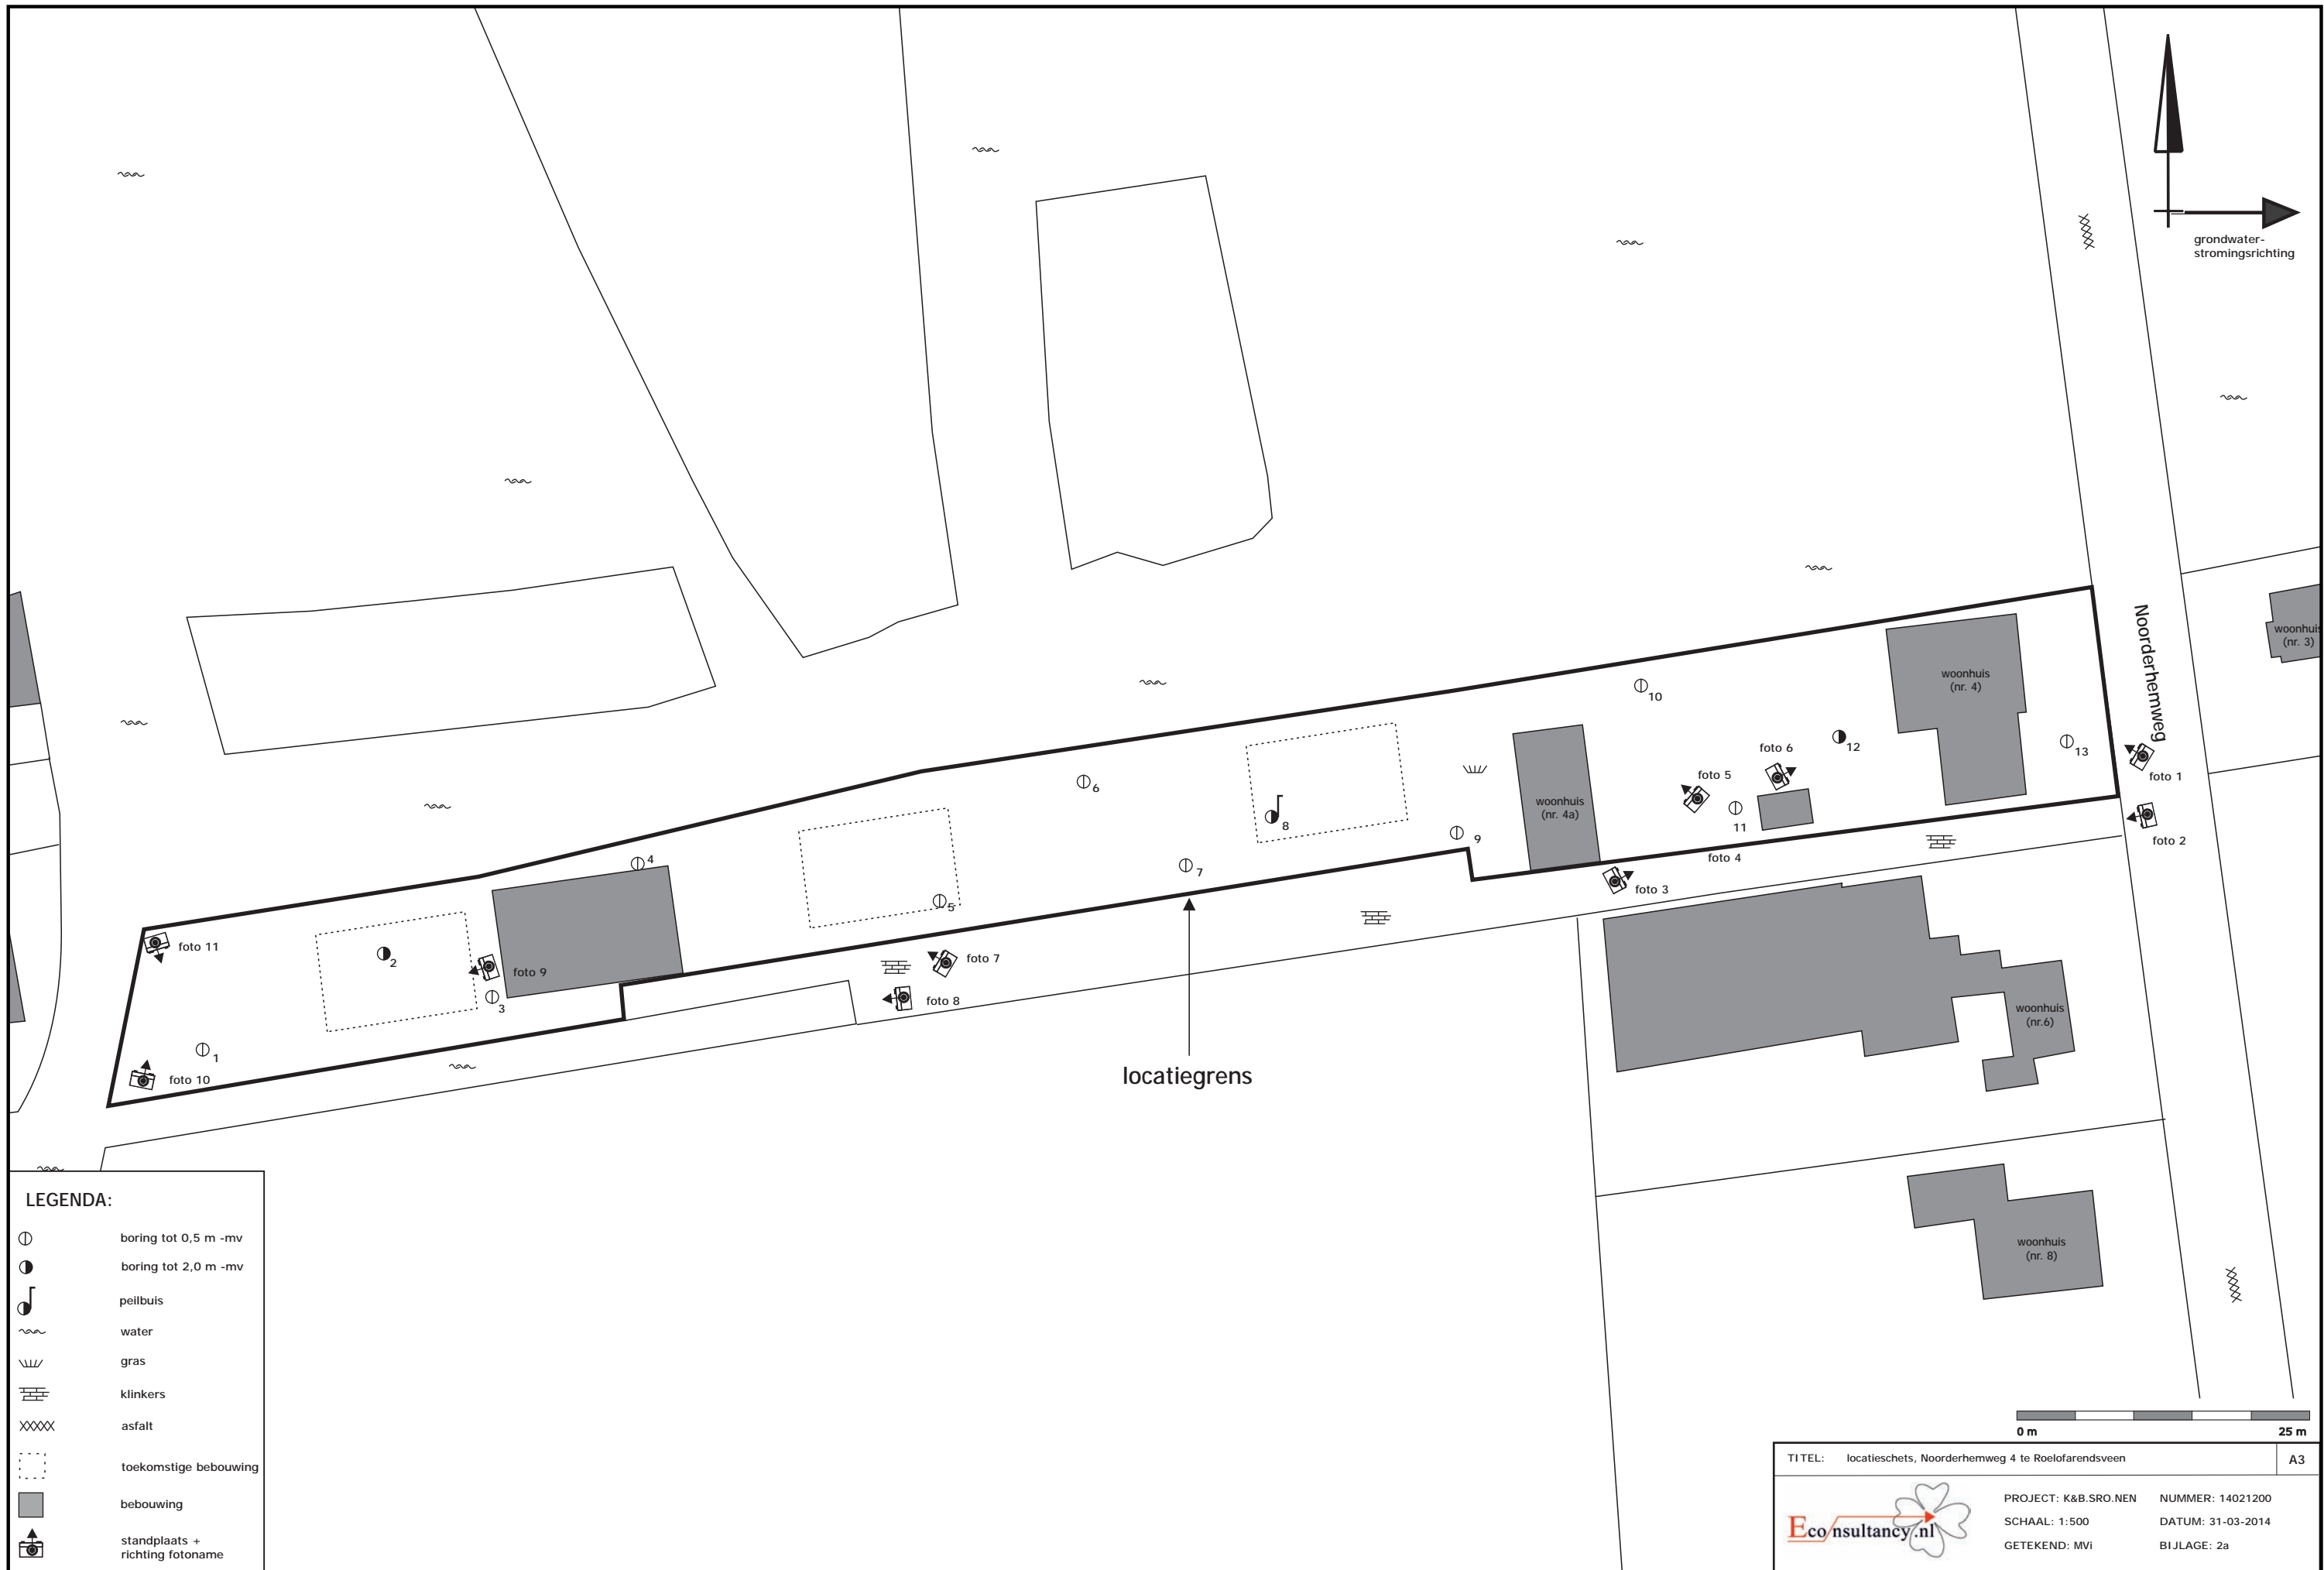 grondwater-
stromingsrichting
Noorderhemweg
woonhuis
(nr. 3)
woonhuis
(nr. 4)
10
12
13
foto 6
foto 5
foto 1
6
8
woonhuis
(nr. 4a)
9
11
foto 2
4
7
foto 4
foto 3
5
foto 11
2
foto 9
foto 7
3
foto 8
woonhuis
(nr.6)
1
foto 10
locatiegrens
woonhuis
(nr. 8)
LEGENDA:
boring tot 0,5 m -mv
boring tot 2,0 m -mv
peilbuis
water
gras
klinkers
asfalt
toekomstige bebouwing
bebouwing
standplaats +
richting fotoname
0 m 25 m
TITEL: locatieschets, Noorderhemweg 4 te Roelofarendsveen A3
Econsultancy.nl
PROJECT: K&B.SRO.NEN NUMMER: 14021200
SCHAAL: 1:500 DATUM: 31-03-2014
GETEKEND: MVi BIJLAGE: 2a